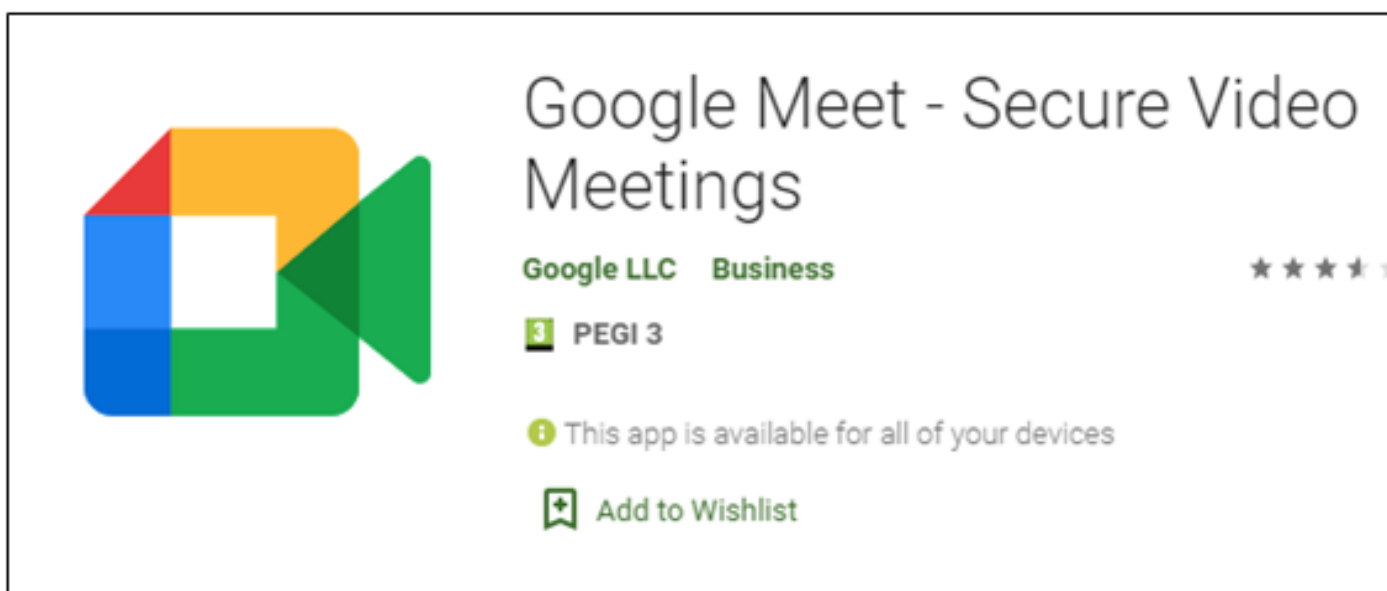 Google Meet - Secure Video
Meetings
Google LLC Business
3 PEGI 3
This app is available for all of your devices
Add to Wishlist